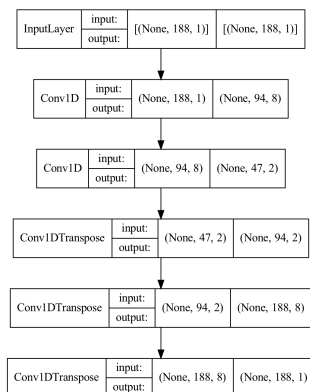 InputLayer input: output: [(None, 188, 1)] [(None, 188, 1)]
Conv1D input: output: (None, 188, 1) (None, 94, 8)
Conv1D input: output: (None, 94, 8) (None, 47, 2)
Conv1DTranspose input: output: (None, 47, 2) (None, 94, 2)
Conv1DTranspose input: output: (None, 94, 2) (None, 188, 8)
Conv1DTranspose input: output: (None, 188, 8) (None, 188, 1)